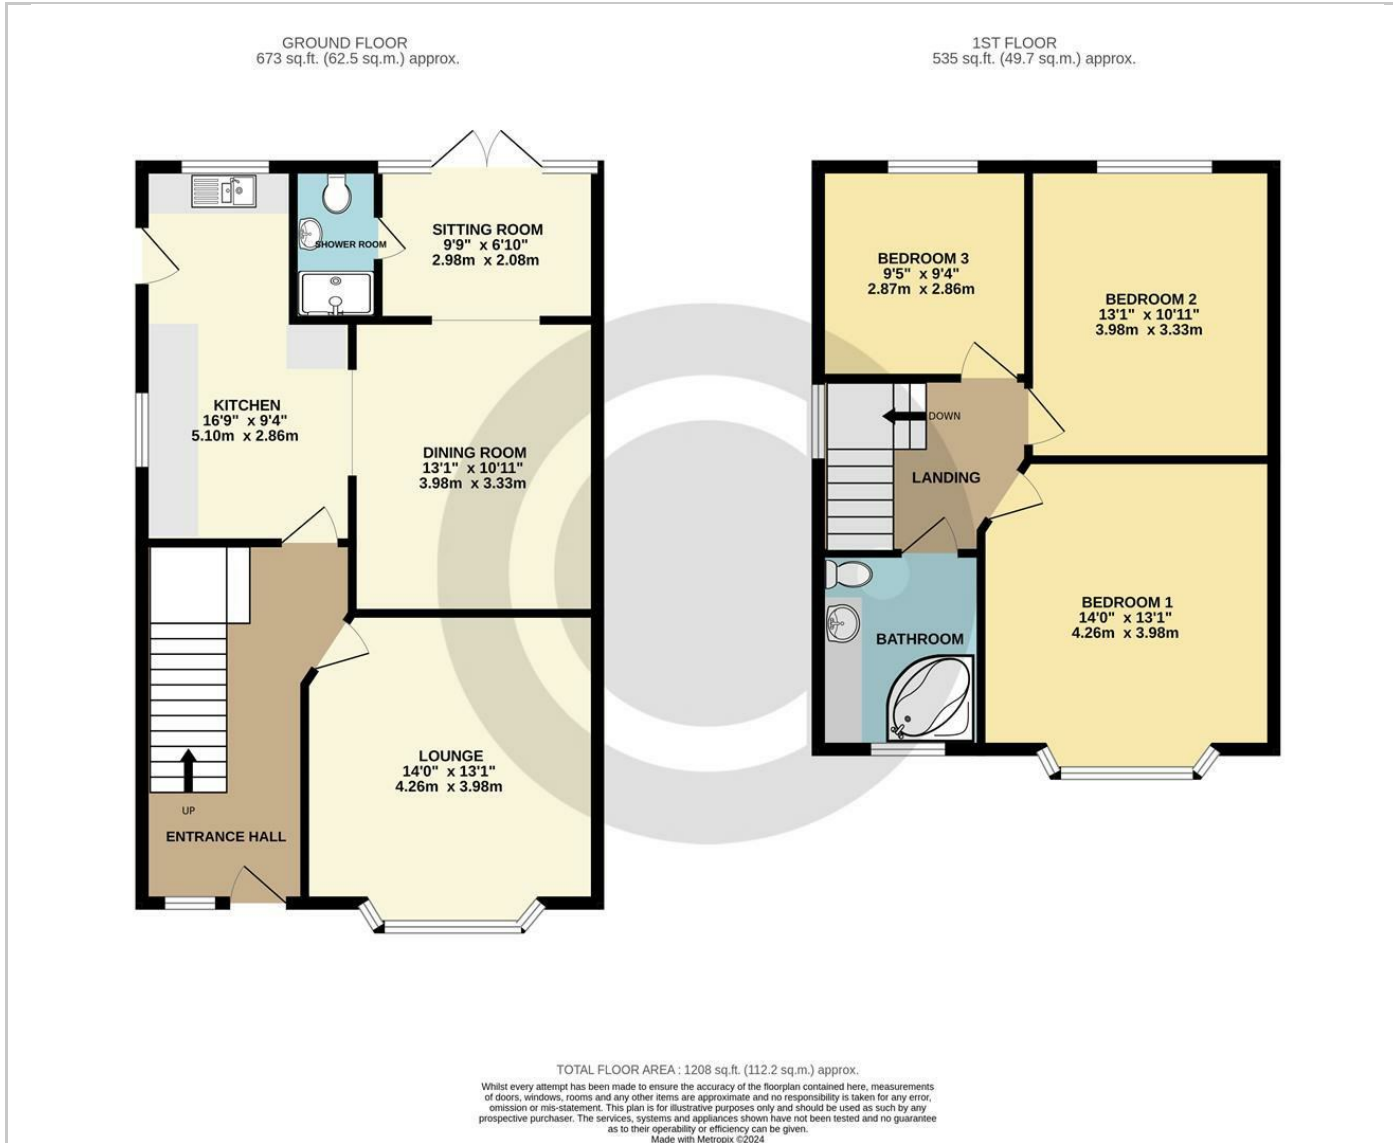 GROUND FLOOR
673 sq.ft. (62.5 sq.m.) approx.
1ST FLOOR
535 sq.ft. (49.7 sq.m.) approx.
SITTING ROOM
9'9" x 6'10"
2.98m x 2.08m
SHOWER ROOM
KITCHEN
16'9" x 9'4"
5.10m x 2.86m
DINING ROOM
13'1" x 10'11"
3.98m x 3.33m
LOUNGE
14'0" x 13'1"
4.26m x 3.98m
UP
ENTRANCE HALL
BEDROOM 3
9'5" x 9'4"
2.87m x 2.86m
BEDROOM 2
13'1" x 10'11"
3.98m x 3.33m
DOWN
LANDING
BEDROOM 1
14'0" x 13'1"
4.26m x 3.98m
BATHROOM
TOTAL FLOOR AREA : 1208 sq.ft. (112.2 sq.m.) approx.
Whilst every attempt has been made to ensure the accuracy of the floorplan contained here, measurements
of doors, windows, rooms and any other items are approximate and no responsibility is taken for any error,
omission or mis-statement. This plan is for illustrative purposes only and should be used as such by any
prospective purchaser. The services, systems and appliances shown have not been tested and no guarantee
as to their operability or efficiency can be given.
Made with Metropix ©2024